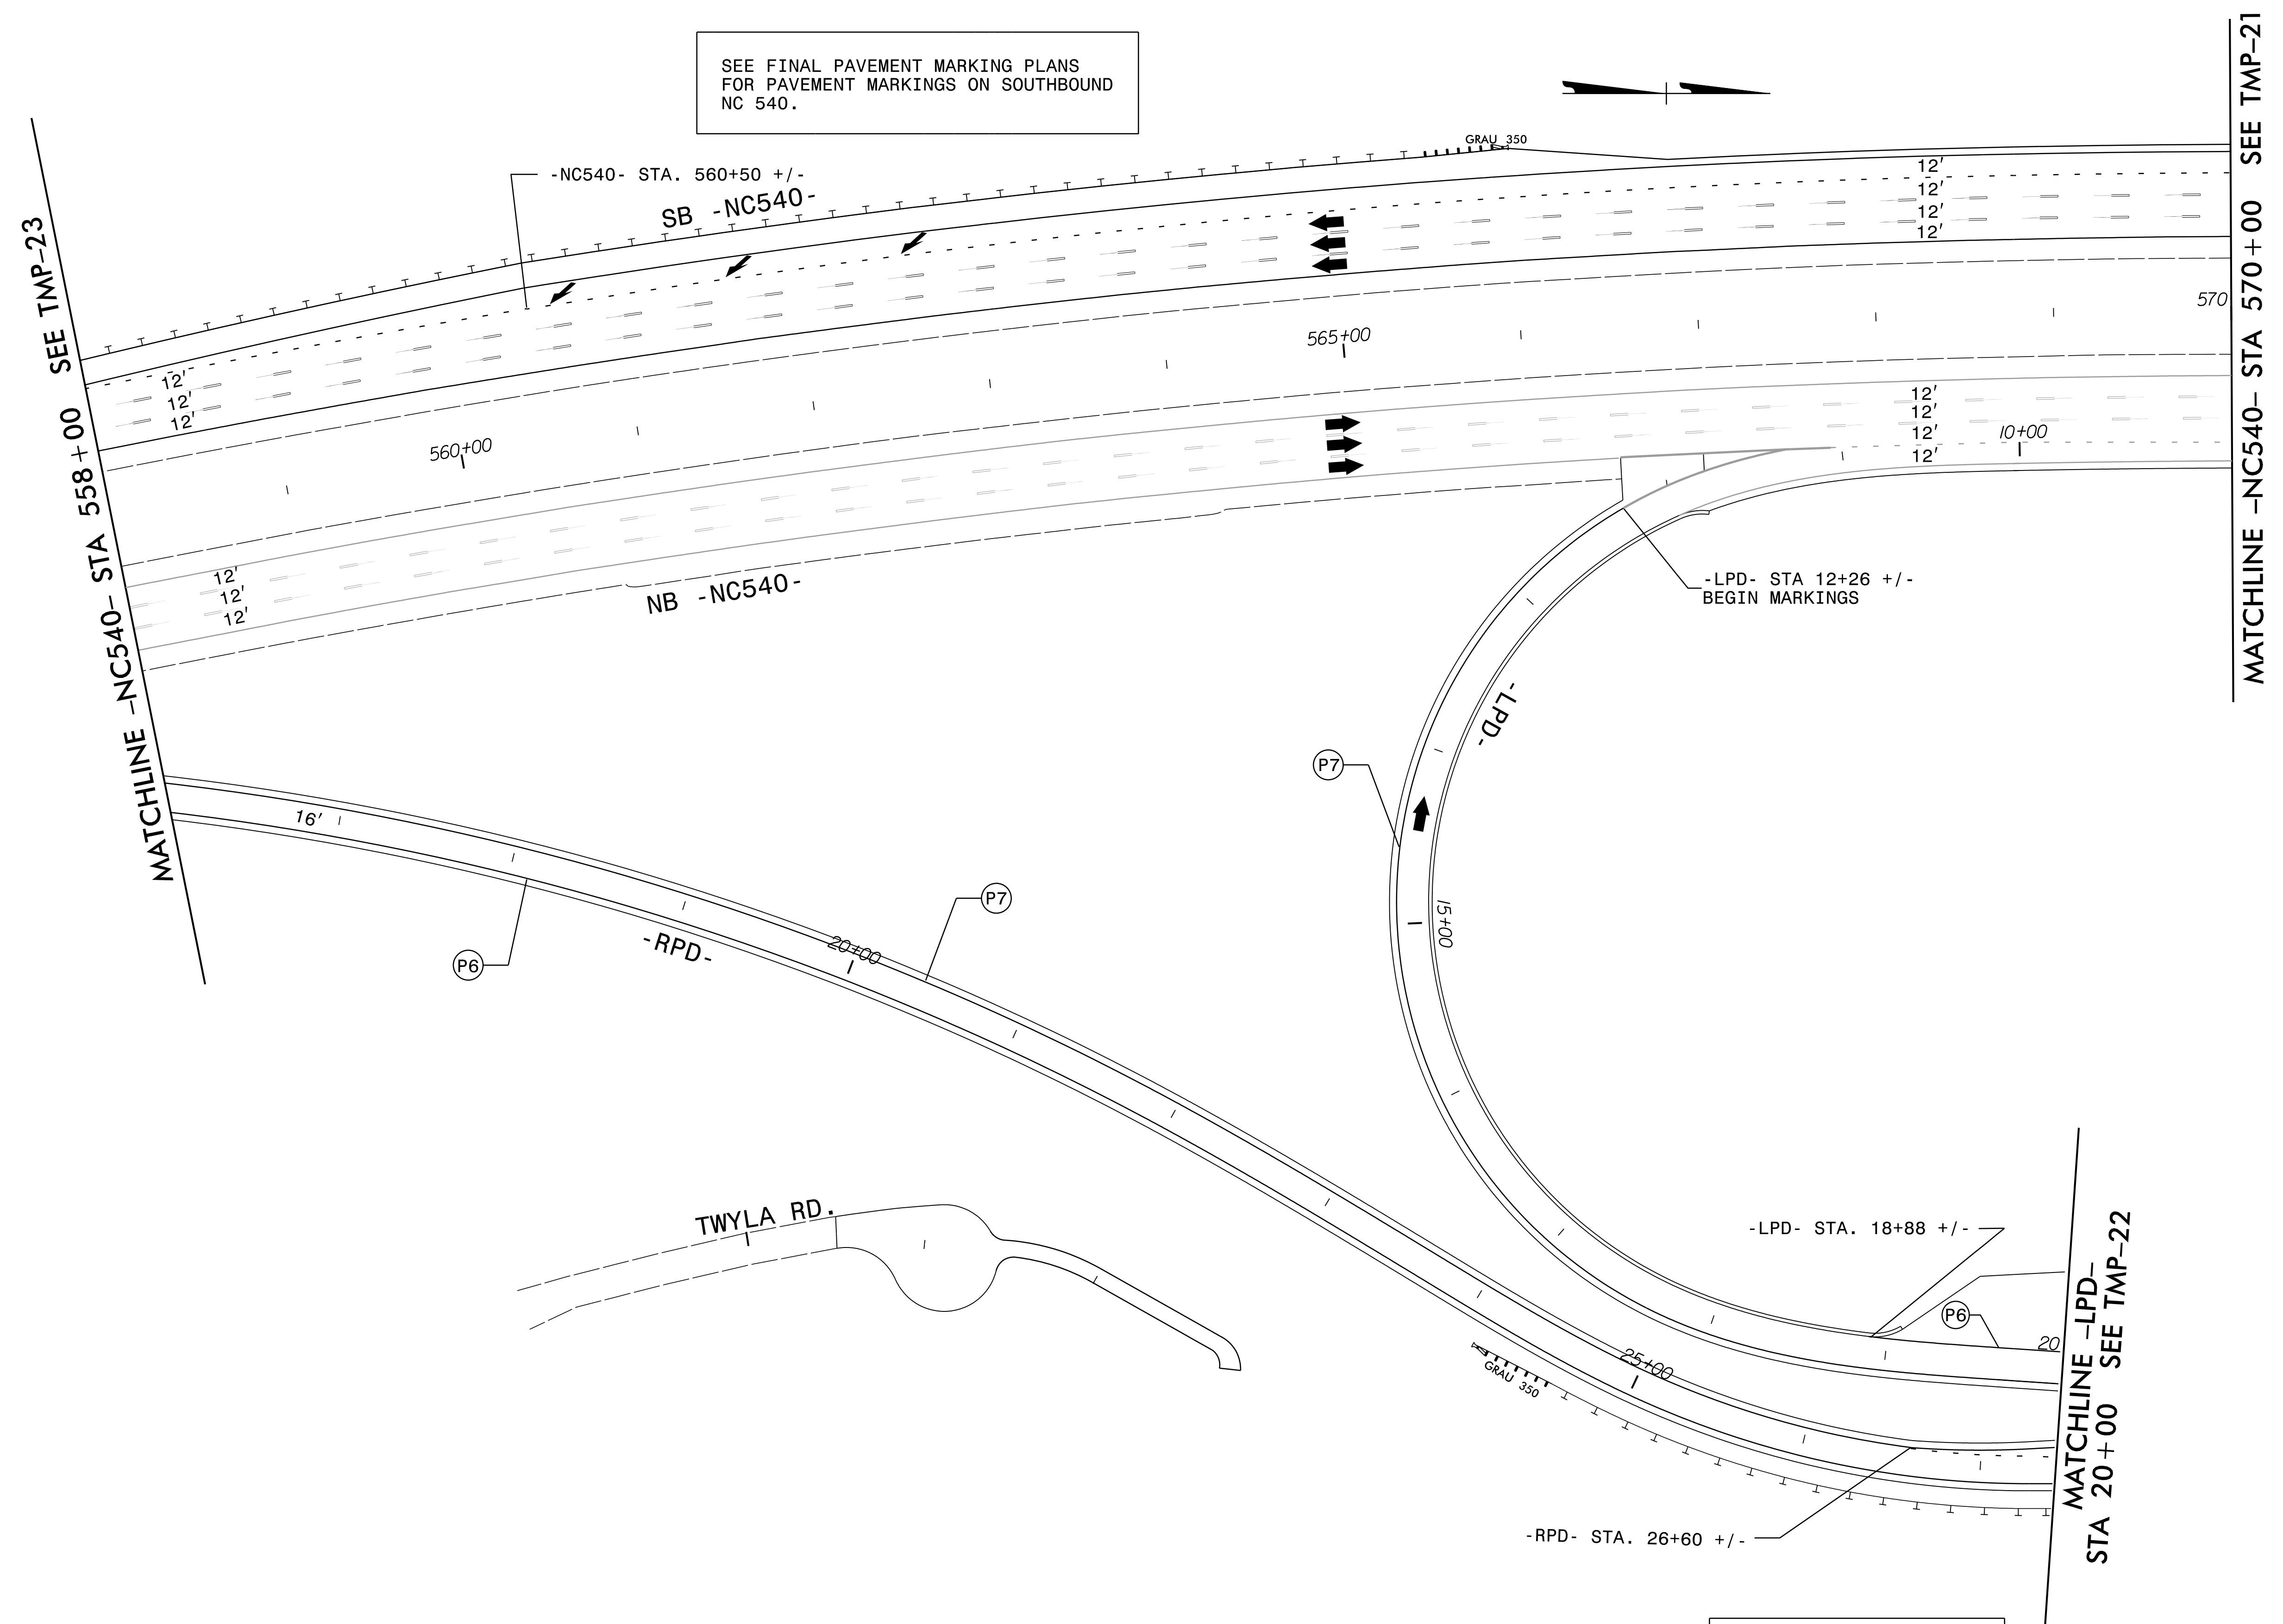 SEE FINAL PAVEMENT MARKING PLANS
FOR PAVEMENT MARKINGS ON SOUTHBOUND
NC 540.
GRAU 350
-NC540- STA. 560+50 +/-
SB -NC540-
12'
12'
12'
12'
570
565+00
12'
12'
12'
560+00
12'
12'
12'
12'
10+00
12'
12'
12'
NB -NC540-
-LPD- STA 12+26 +/-
BEGIN MARKINGS
-LPD-
P7
16'
P7
P6
-RPD-
20+00
15+00
TWYLA RD.
-LPD- STA. 18+88 +/-
P6
20
25+00
GRAU 350
-RPD- STA. 26+60 +/-
MATCHLINE -NC540- STA 558+00 SEE TMP-23
MATCHLINE -NC540- STA 570+00 SEE TMP-21
MATCHLINE -LPD-
STA 20+00 SEE TMP-22